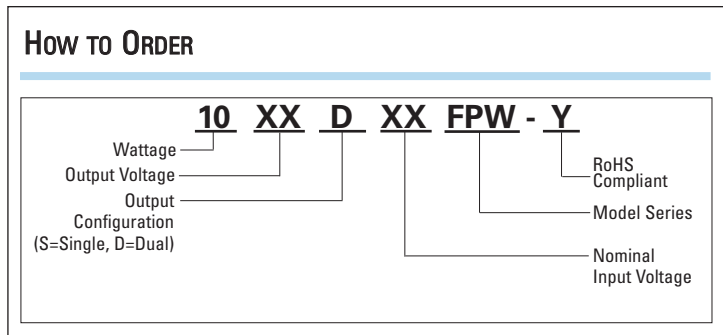 HOW TO ORDER
10 XX D XX FPW - Y
Wattage
Output Voltage
Output
Configuration
(S=Single, D=Dual)
RoHS
Compliant
Model Series
Nominal
Input Voltage